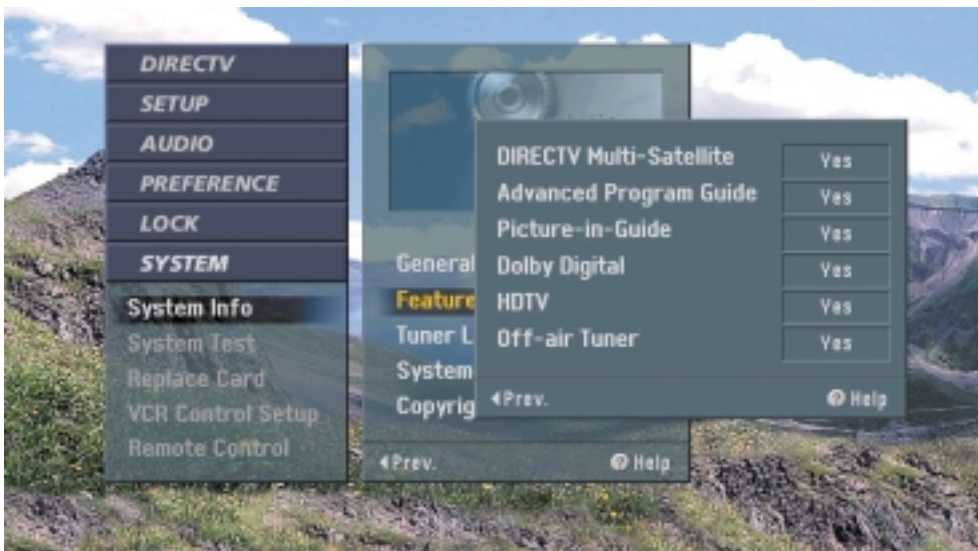 DIRECTV
SETUP
AUDIO
PREFERENCE
LOCK
SYSTEM
System Info
System Test
Replace Card
VCR Control Setup
Remote Control
General
Feature
Tuner L
System
Copyrig
Prev.
Help
DIRECTV Multi-Satellite Yes
Advanced Program Guide Yes
Picture-in-Guide Yes
Dolby Digital Yes
HDTV Yes
Off-air Tuner Yes
Prev.
Help